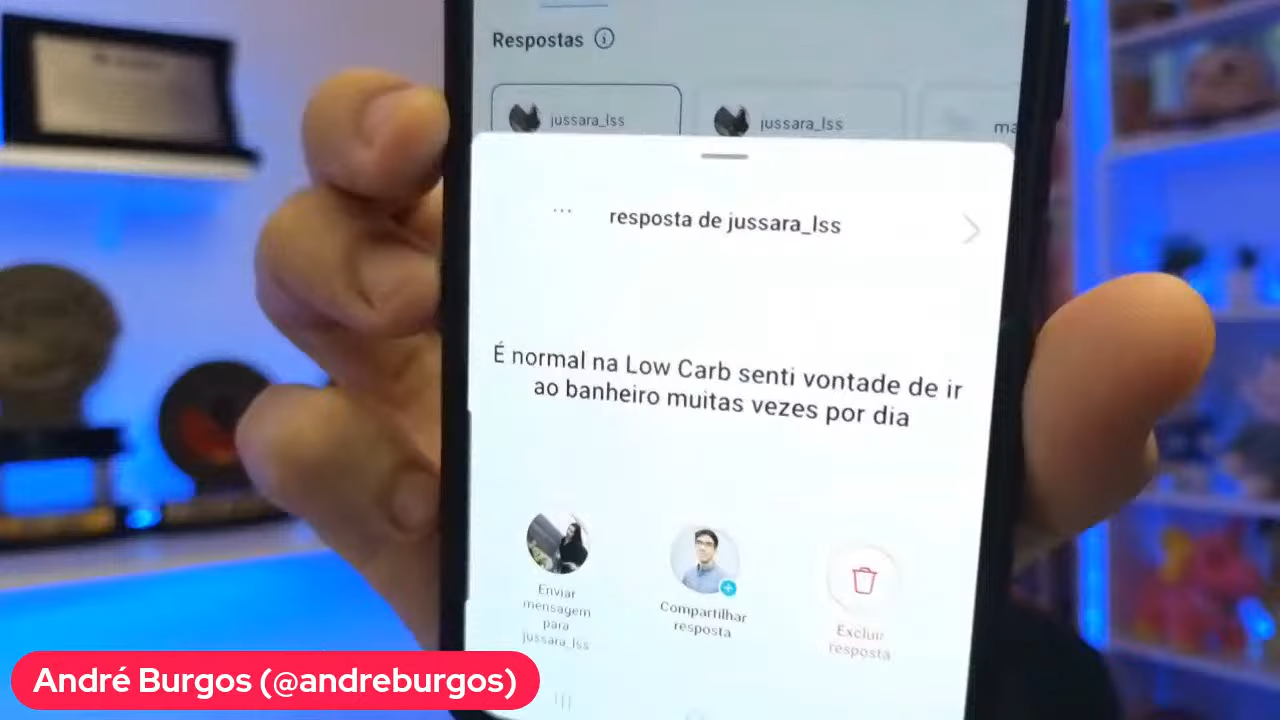 Respostas
jussara_lss
jussara_lss
ma
resposta de jussara_lss
É normal na Low Carb senti vontade de ir
ao banheiro muitas vezes por dia
Enviar
mensagem
para
jussara_lss
Compartilhar
resposta
Excluir
resposta
André Burgos (@andreburgos)